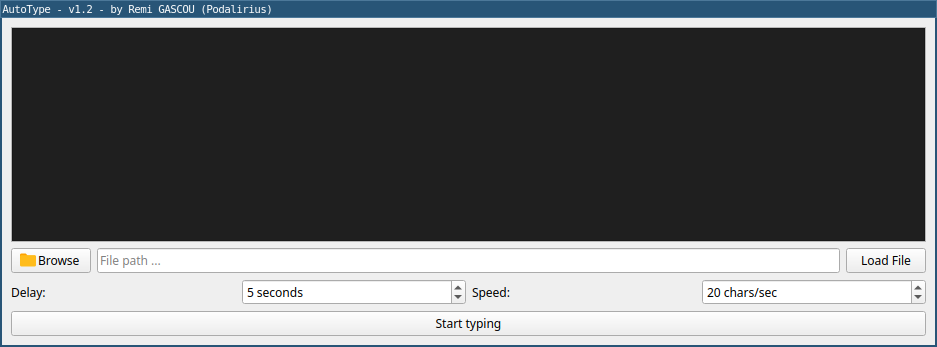 AutoType - v1.2 - by Remi GASCOU (Podalirius)
Browse File path ... Load File
Delay: 5 seconds Speed: 20 chars/sec
Start typing